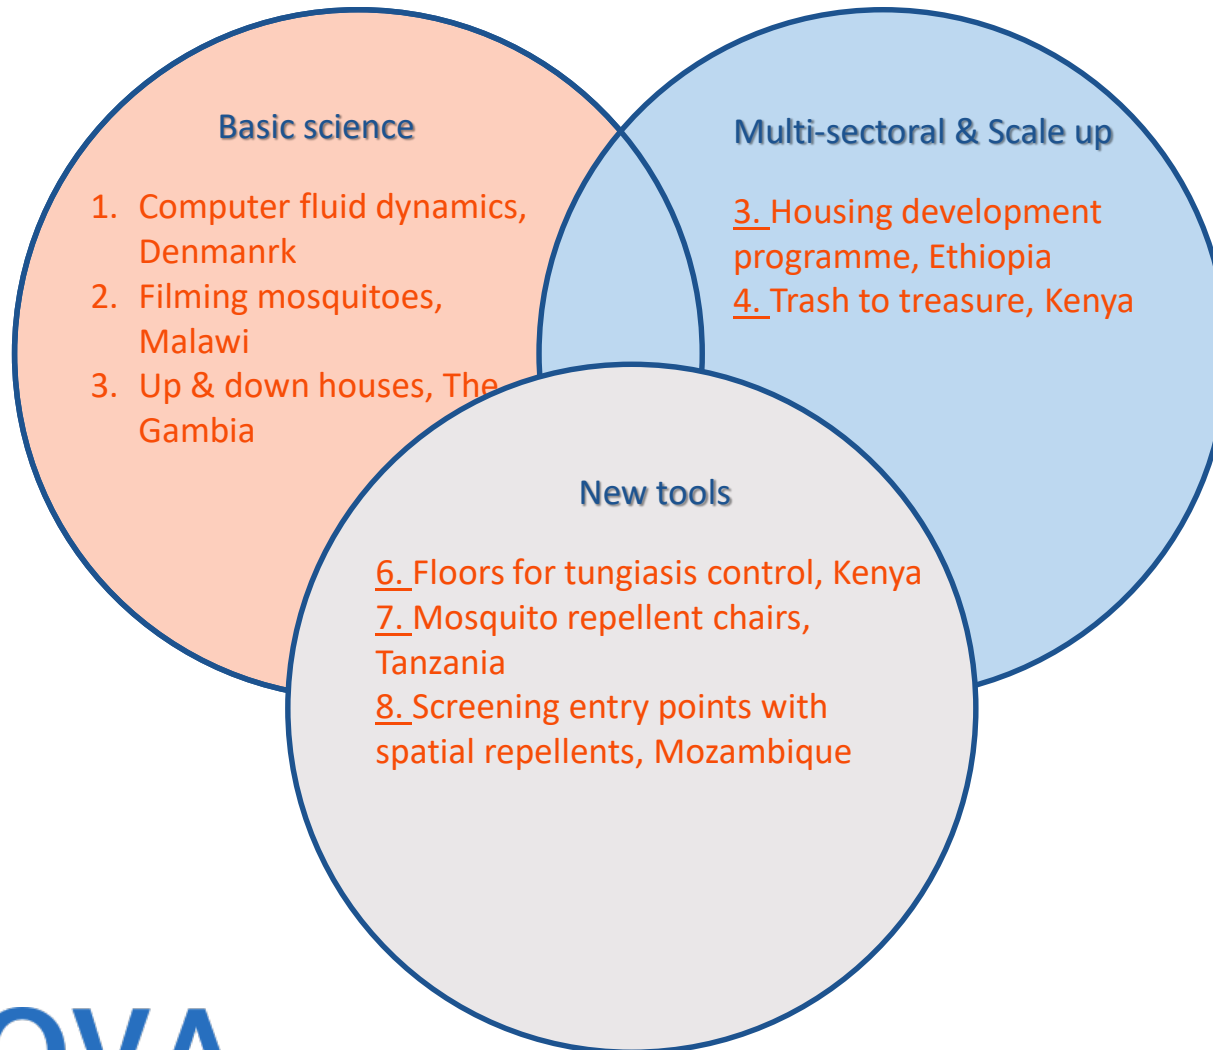 Basic science
1. Computer fluid dynamics,
Denmanrk
2. Filming mosquitoes,
Malawi
3. Up & down houses, The
Gambia
Multi-sectoral & Scale up
3. Housing development
programme, Ethiopia
4. Trash to treasure, Kenya
New tools
6. Floors for tungiasis control, Kenya
7. Mosquito repellent chairs,
Tanzania
8. Screening entry points with
spatial repellents, Mozambique
OVA